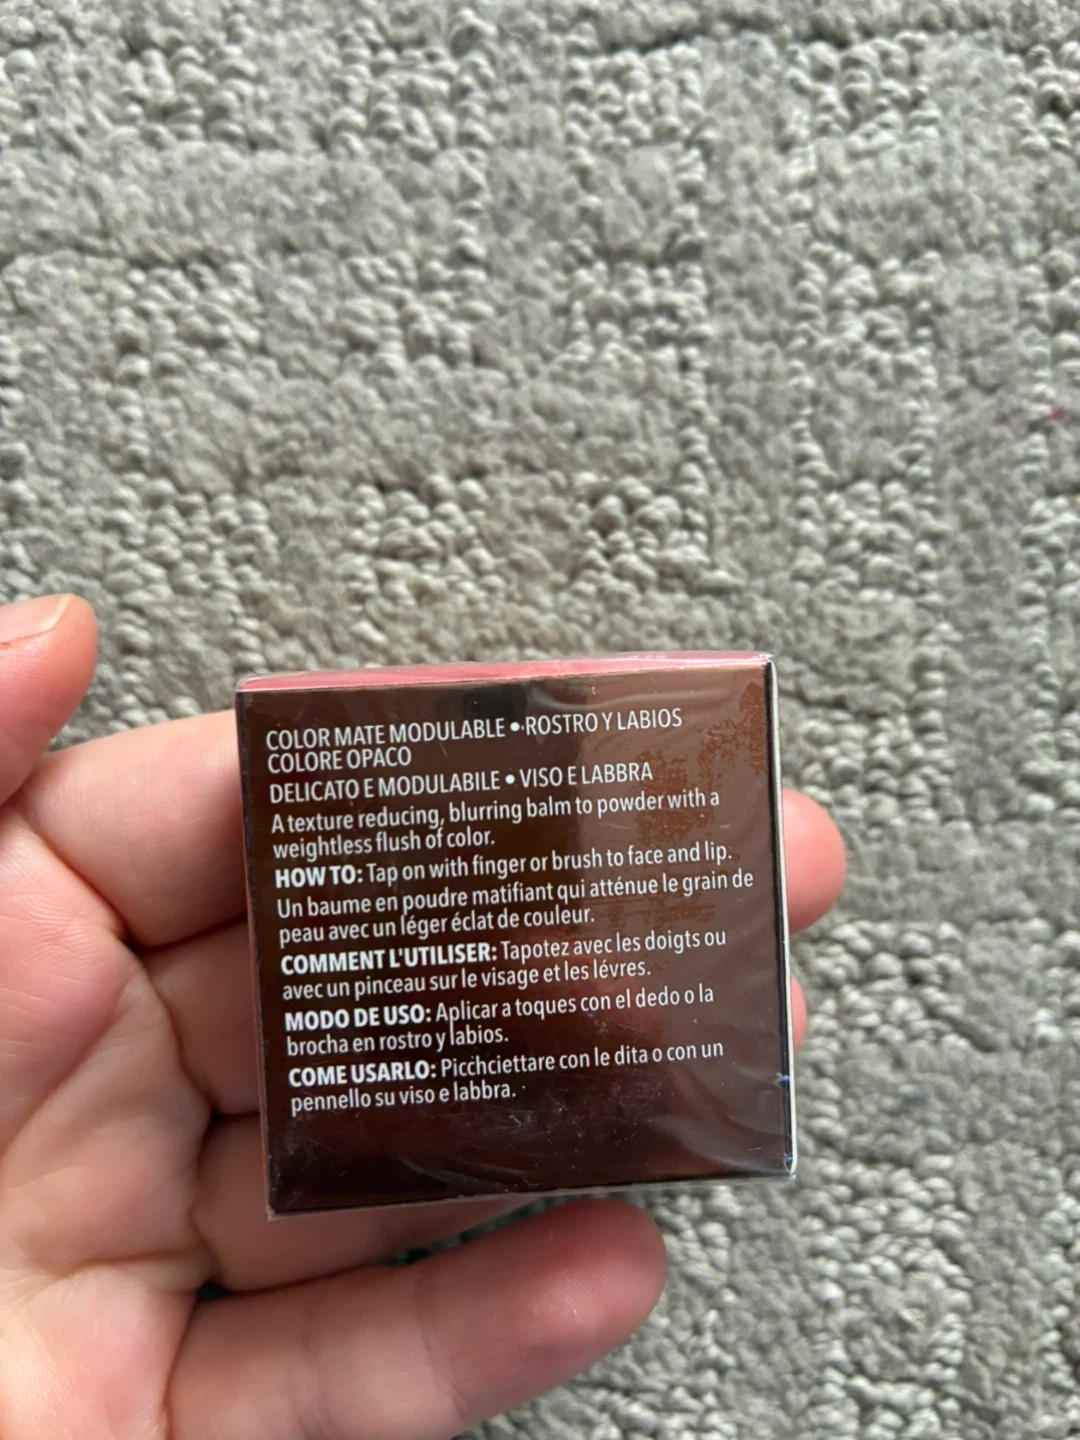 COLOR MATE MODULABLE • ROSTRO Y LABIOS
COLORE OPACO
DELICATO E MODULABILE • VISO E LABBRA
A texture reducing, blurring balm to powder with a
weightless flush of color.
HOW TO: Tap on with finger or brush to face and lip.
Un baume en poudre matifiant qui atténue le grain de
peau avec un léger éclat de couleur.
COMMENT L'UTILISER: Tapotez avec les doigts ou
avec un pinceau sur le visage et les lévres.
MODO DE USO: Aplicar a toques con el dedo o la
brocha en rostro y labios.
COME USARLO: Picchciettare con le dita o con un
pennello su viso e labbra.